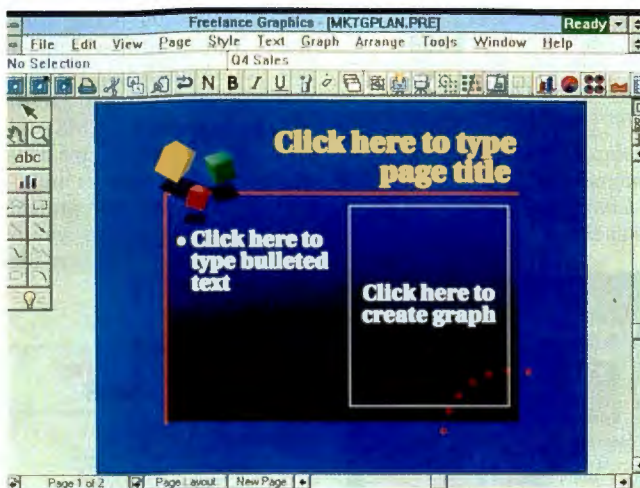 Freelance Graphics - [MKTGPLAN.PRE]
Ready
File Edit View Page Style Text Graph Arrange Tools Window Help
No Selection
Q4 Sales
N B I U
abc
Click here to type
page title
• Click here to
type bulleted
text
Click here to
create graph
Page 1 of 2 Page Layout New Page